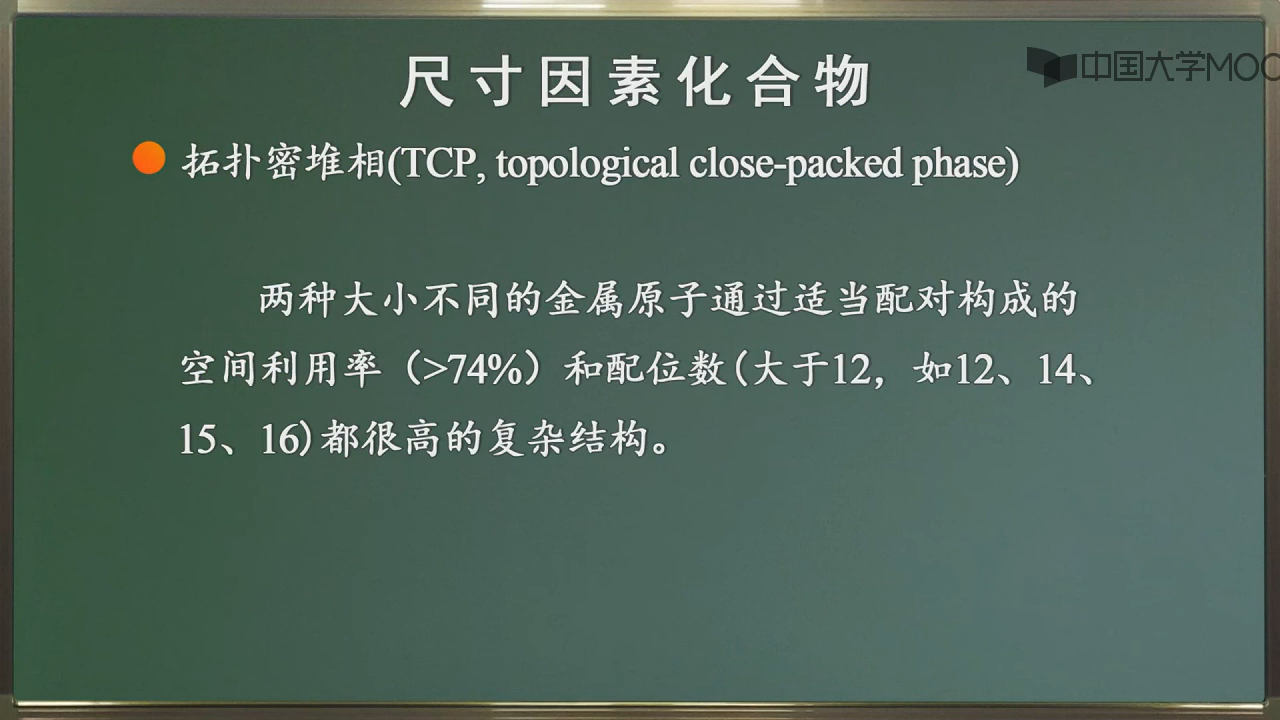 尺寸因素化合物
中国大学MOO
拓扑密堆相(TCP, topological close-packed phase)
两种大小不同的金属原子通过适当配对构成的
空间利用率（>74%）和配位数(大于12，如12、14、
15、16)都很高的复杂结构。